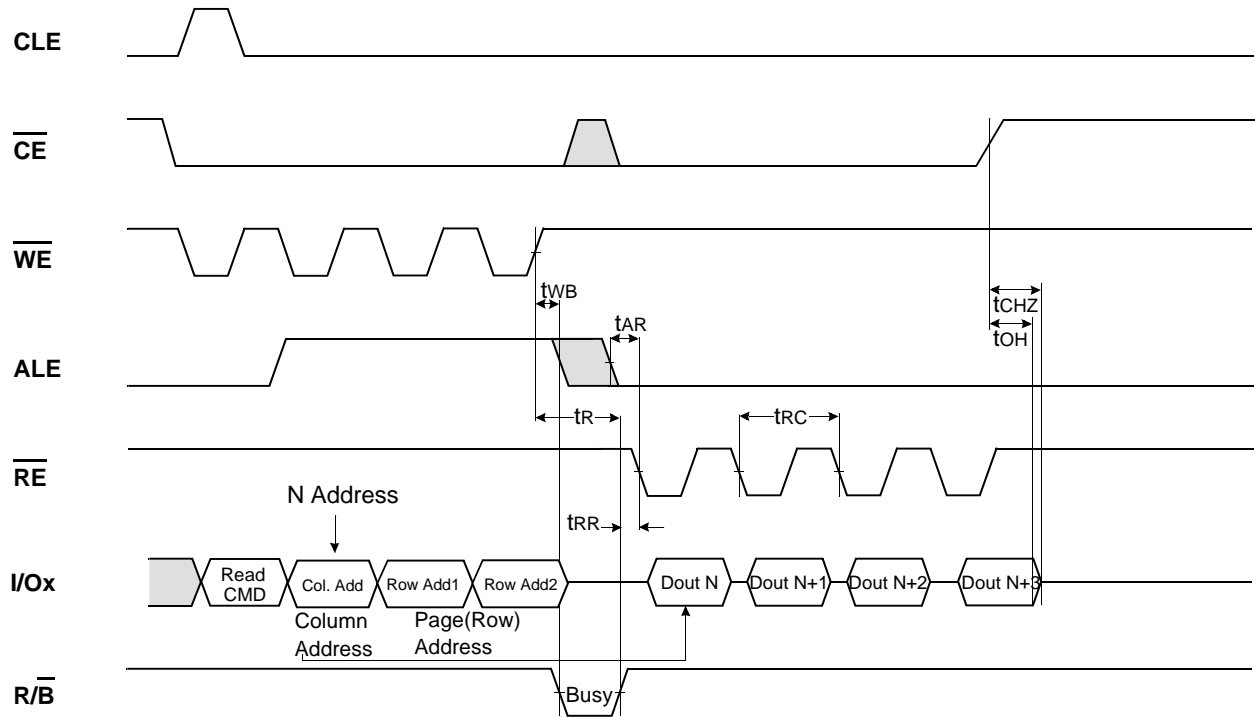 CLE
CE
WE
tWB
tCHZ
tAR
tOH
ALE
tR
tRC
RE
N Address
tRR
I/Ox
Read
CMD
Col. Add
Row Add1
Row Add2
Dout N
Dout N+1
Dout N+2
Dout N+3
Column
Address
Page(Row)
Address
R/B
Busy